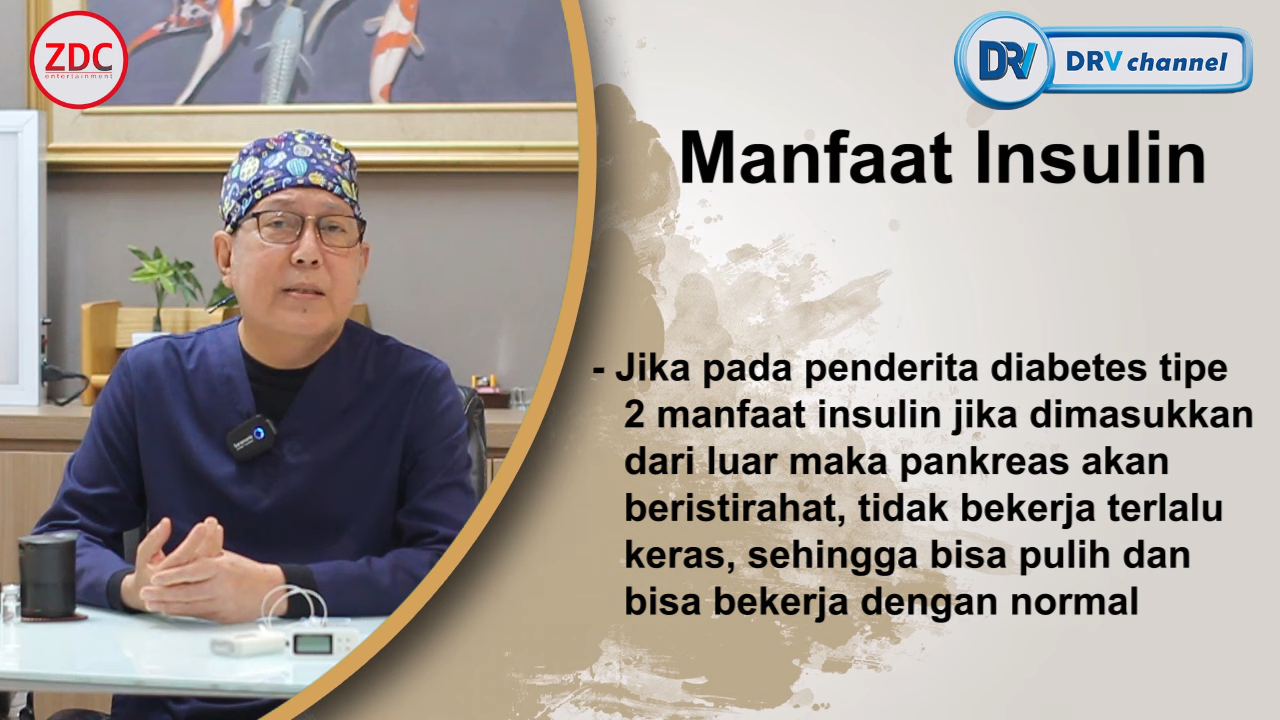 ZDC
entertainment
DRV
DRV channel
Manfaat Insulin
- Jika pada penderita diabetes tipe
2 manfaat insulin jika dimasukkan
dari luar maka pankreas akan
beristirahat, tidak bekerja terlalu
keras, sehingga bisa pulih dan
bisa bekerja dengan normal